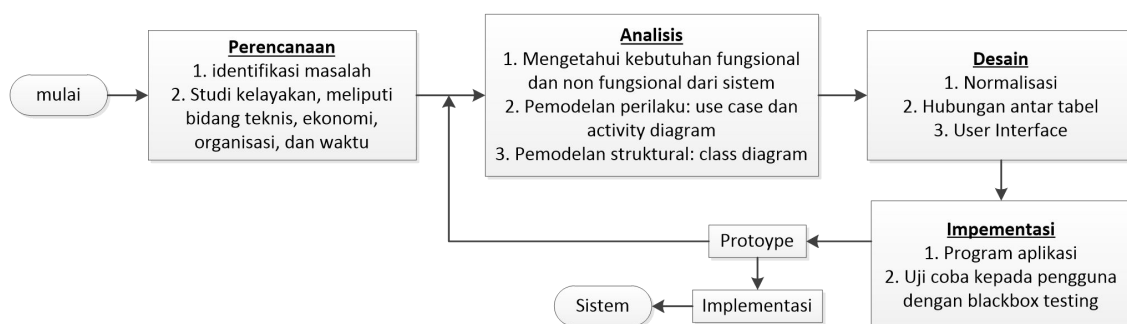 mulai
Perencanaan
1. identifikasi masalah
2. Studi kelayakan, meliputi
bidang teknis, ekonomi,
organisasi, dan waktu
Analisis
1. Mengetahui kebutuhan fungsional
dan non fungsional dari sistem
2. Pemodelan perilaku: use case dan
activity diagram
3. Pemodelan struktural: class diagram
Desain
1. Normalisasi
2. Hubungan antar tabel
3. User Interface
Impementasi
1. Program aplikasi
2. Uji coba kepada pengguna
dengan blackbox testing
Protoype
Implementasi
Sistem